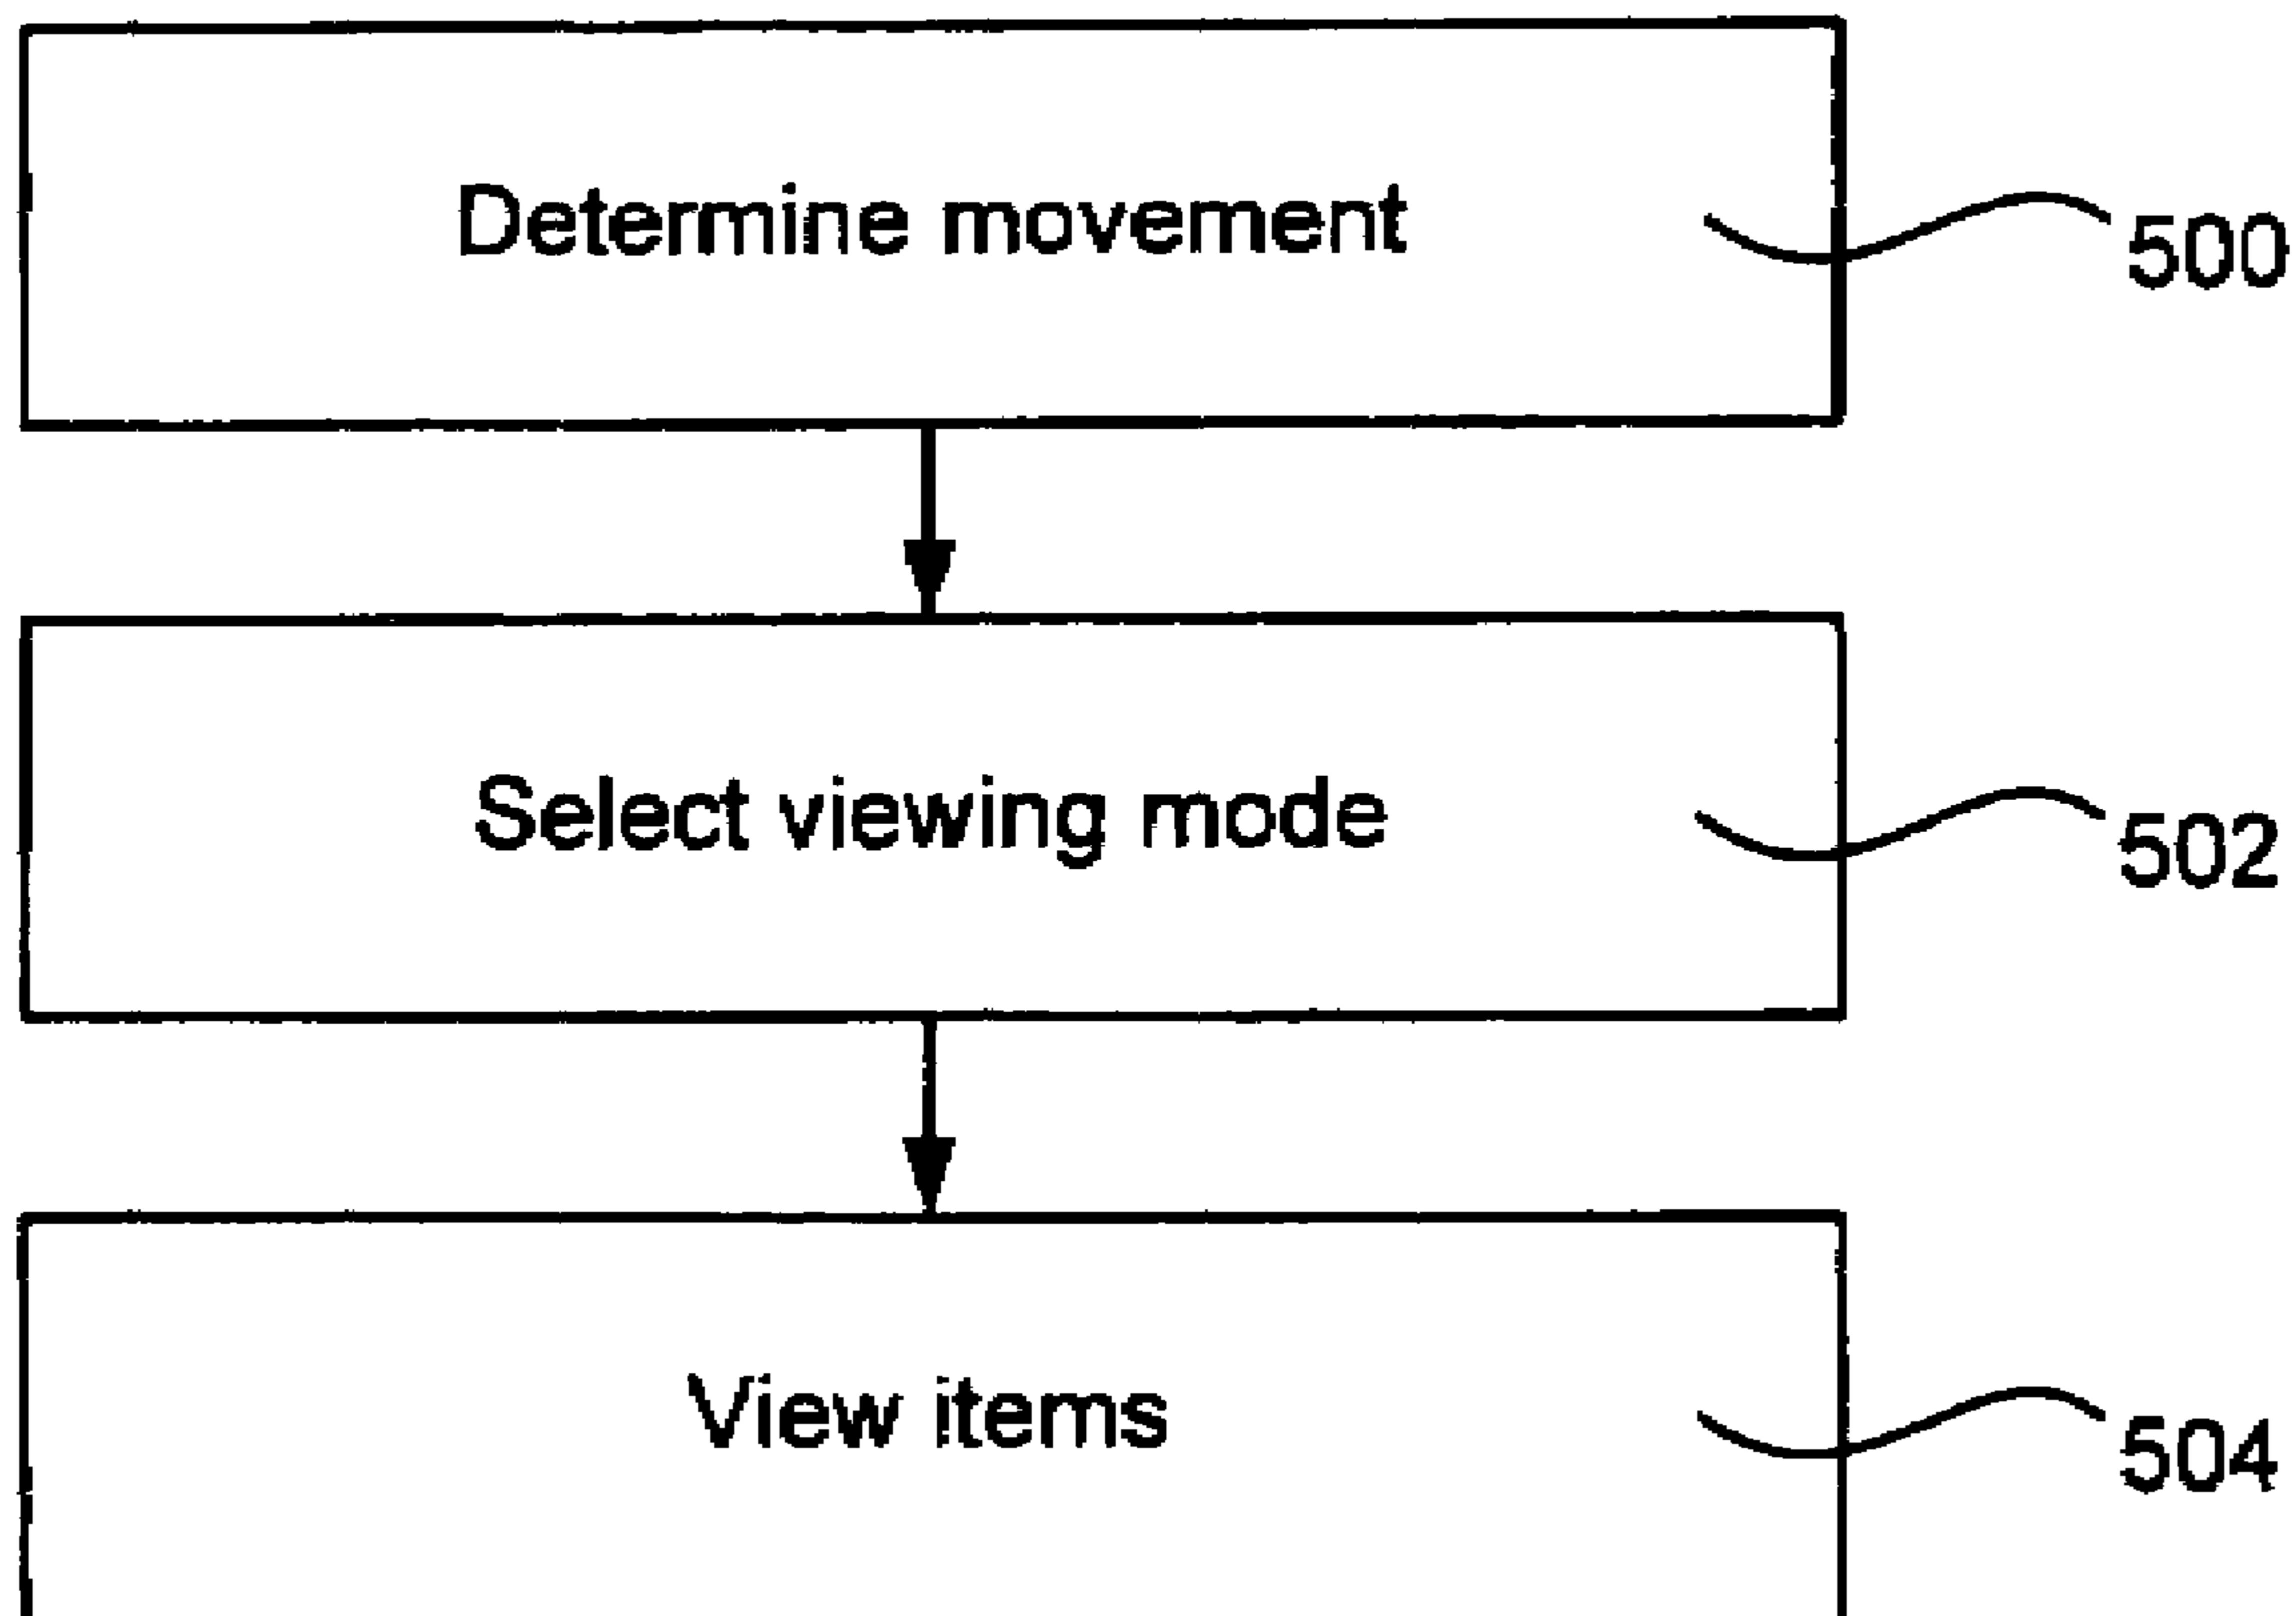 Determine movement
500
Select viewing mode
502
View items
504